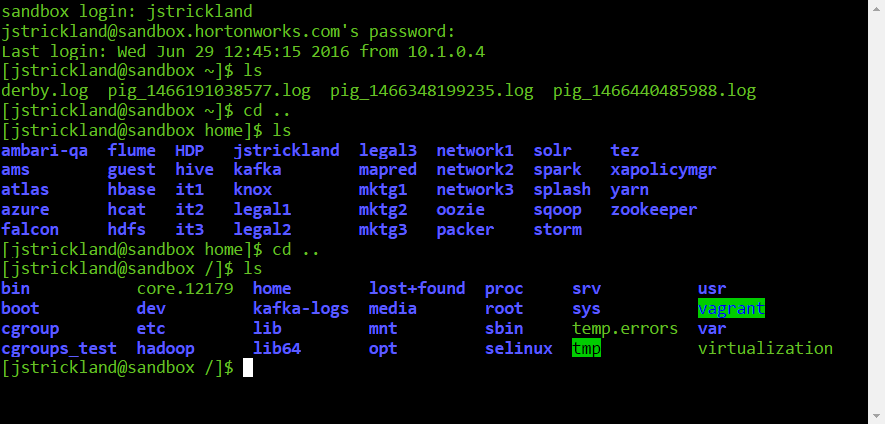 sandbox login: jstrickland
jstrickland@sandbox.hortonworks.com's password:
Last login: Wed Jun 29 12:45:15 2016 from 10.1.0.4
[jstrickland@sandbox ~]$ ls
derby.log  pig_1466191038577.log  pig_1466348199235.log  pig_1466440485988.log
[jstrickland@sandbox ~]$ cd ..
[jstrickland@sandbox home]$ ls
ambari-qa  flume  HDP   jstrickland  legal3  network1  solr    tez
ams        guest  hive  kafka        mapred  network2  spark   xapolicymgr
atlas      hbase  it1   knox         mktg1   network3  splash  yarn
azure      hcat   it2   legal1       mktg2   oozie     sqoop   zookeeper
falcon     hdfs   it3   legal2       mktg3   packer    storm
[jstrickland@sandbox home]$ cd ..
[jstrickland@sandbox /]$ ls
bin           core.12179  home        lost+found  proc     srv          usr
boot          dev         kafka-logs  media       root     sys          vagrant
cgroup        etc         lib         mnt         sbin     temp.errors  var
cgroups_test  hadoop      lib64       opt         selinux  tmp          virtualization
[jstrickland@sandbox /]$